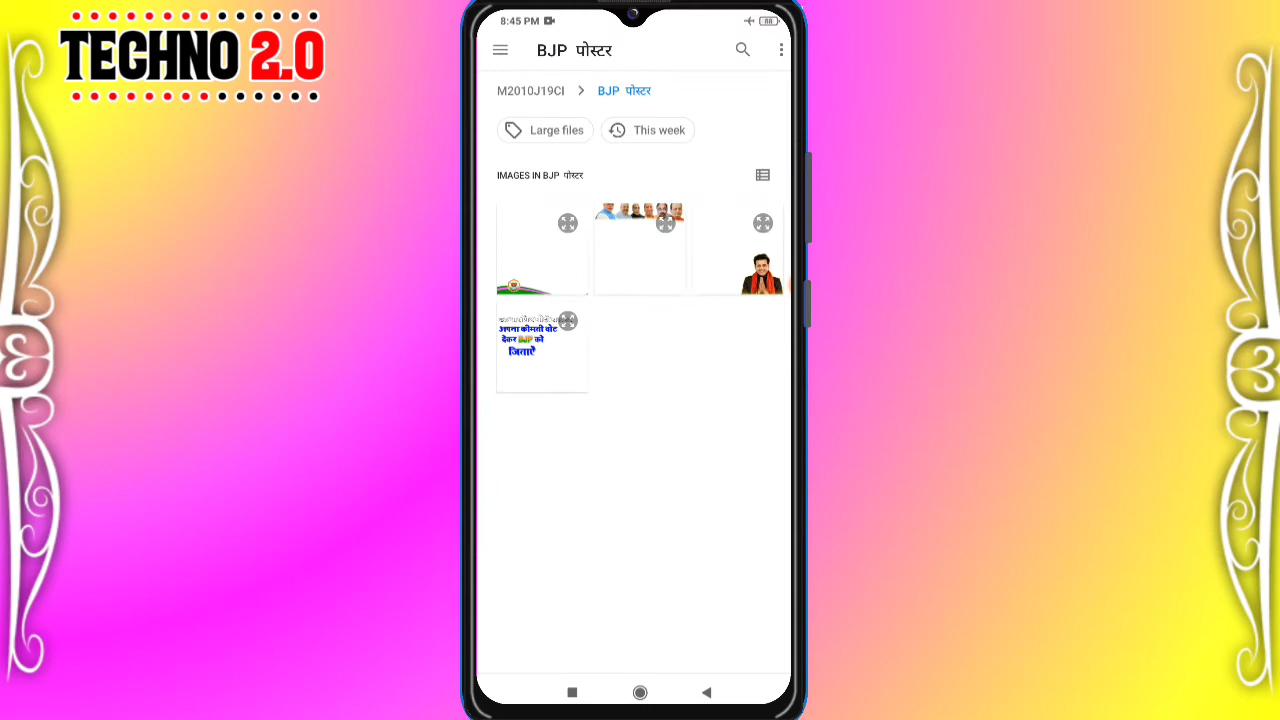 TECHNO 2.0
8:45 PM
88
BJP पोस्टर
M2010J19CI > BJP पोस्टर
Large files
This week
IMAGES IN BJP पोस्टर
अपना कीमती वोट
देकर BJP को
जिताएँ